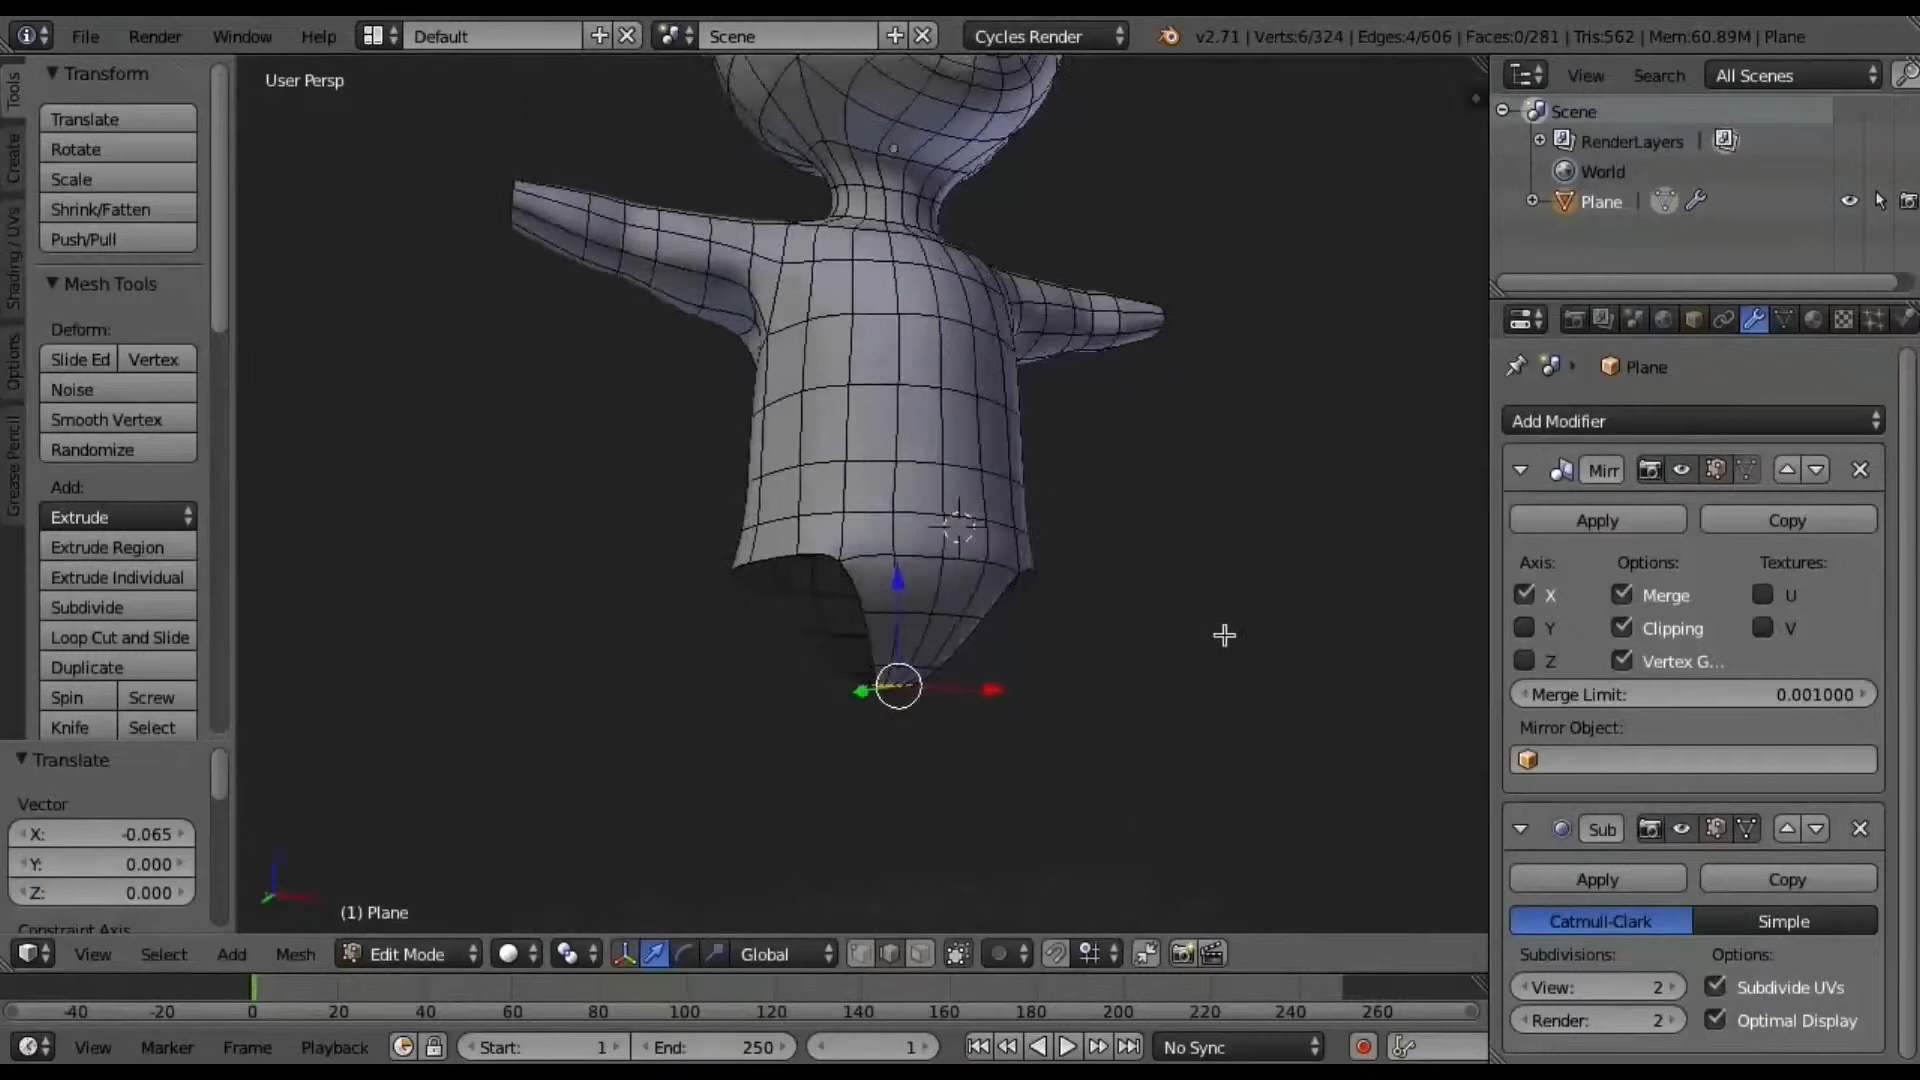 File Render Window Help Default Scene Cycles Render v2.71 | Verts:6/324 | Edges:4/606 | Faces:0/281 | Tris:562 | Mem:60.89M | Plane
Tools
Create
Shading / UVs
Options
Grease Pencil
Transform
Translate
Rotate
Scale
Shrink/Fatten
Push/Pull
Mesh Tools
Deform:
Slide Ed Vertex
Noise
Smooth Vertex
Randomize
Add:
Extrude
Extrude Region
Extrude Individual
Subdivide
Loop Cut and Slide
Duplicate
Spin Screw
Knife Select
Translate
Vector
X: -0.065
Y: 0.000
Z: 0.000
Constraint Axis
User Persp
(1) Plane
View Select Add Mesh Edit Mode Global
-40 -20 0 20 40 60 80 100 120 140 160 180 200 220 240 260
View Marker Frame Playback Start: 1 End: 250 1 No Sync
View Search All Scenes
Scene
RenderLayers |
World
Plane |
Plane
Add Modifier
Mirr
Apply Copy
Axis: Options: Textures:
X Merge U
Y Clipping V
Z Vertex G...
Merge Limit: 0.001000
Mirror Object:
Sub
Apply Copy
Catmull-Clark Simple
Subdivisions: Options:
View: 2 Subdivide UVs
Render: 2 Optimal Display